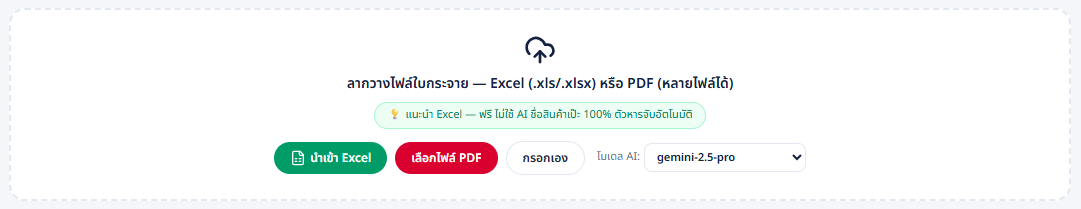 ลากวางไฟล์ใบกระจาย — Excel (.xls/.xlsx) หรือ PDF (หลายไฟล์ได้)
💡 แนะนำ Excel — ฟรี ไม่ใช้ AI ชื่อสินค้าเป๊ะ 100% ตัวหารจับอัตโนมัติ
นำเข้า Excel เลือกไฟล์ PDF กรอกเอง โมเดล AI: gemini-2.5-pro